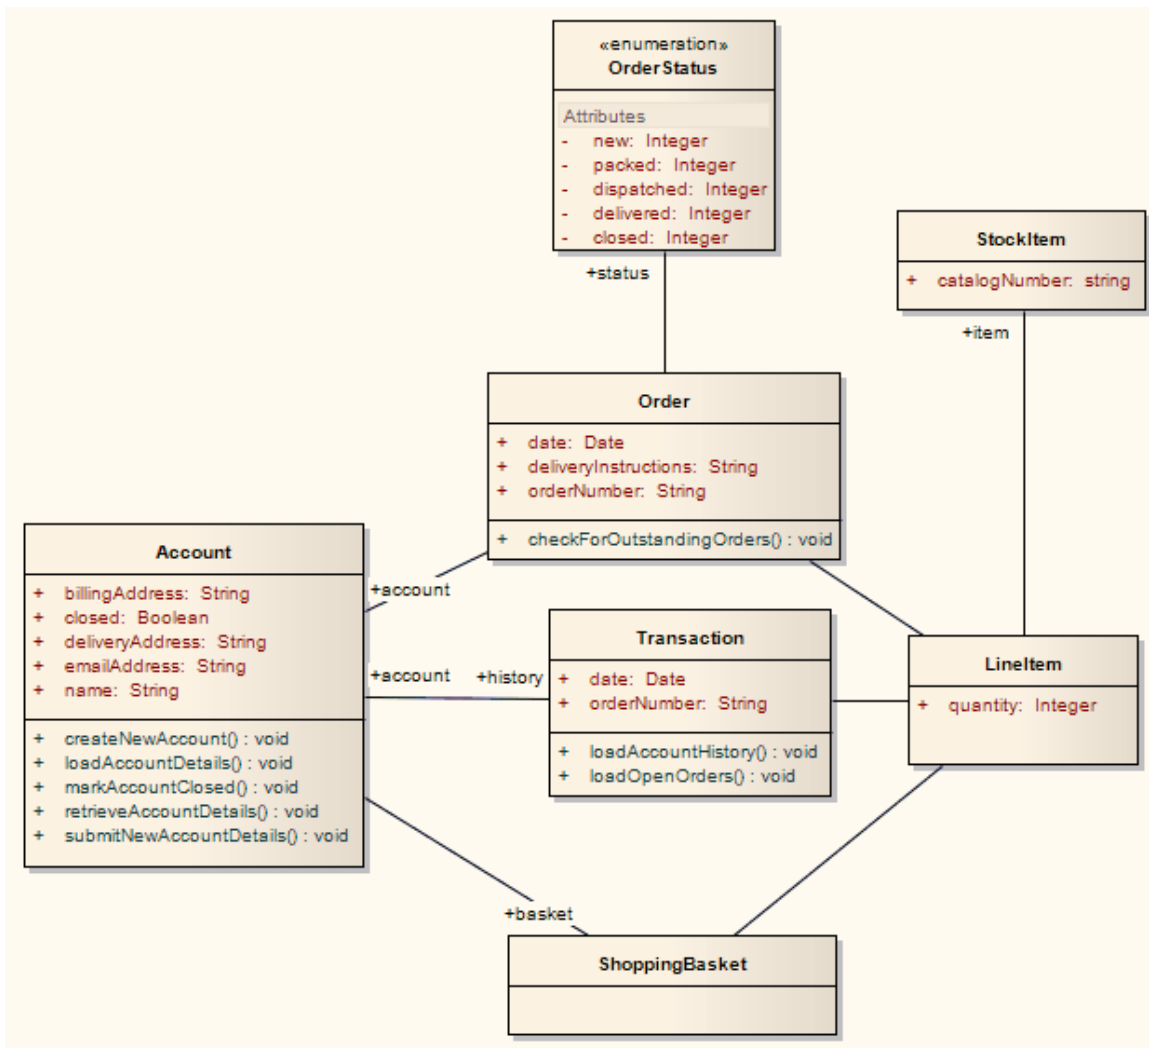 «enumeration»
OrderStatus
Attributes
- new: Integer
- packed: Integer
- dispatched: Integer
- delivered: Integer
- closed: Integer
+status
StockItem
+ catalogNumber: string
+item
Order
+ date: Date
+ deliveryInstructions: String
+ orderNumber: String
+ checkForOutstandingOrders() : void
Account
+ billingAddress: String
+ closed: Boolean
+ deliveryAddress: String
+ emailAddress: String
+ name: String
+ createNewAccount() : void
+ loadAccountDetails() : void
+ markAccountClosed() : void
+ retrieveAccountDetails() : void
+ submitNewAccountDetails() : void
+account
+account
+history
Transaction
+ date: Date
+ orderNumber: String
+ loadAccountHistory() : void
+ loadOpenOrders() : void
LineItem
+ quantity: Integer
+basket
ShoppingBasket